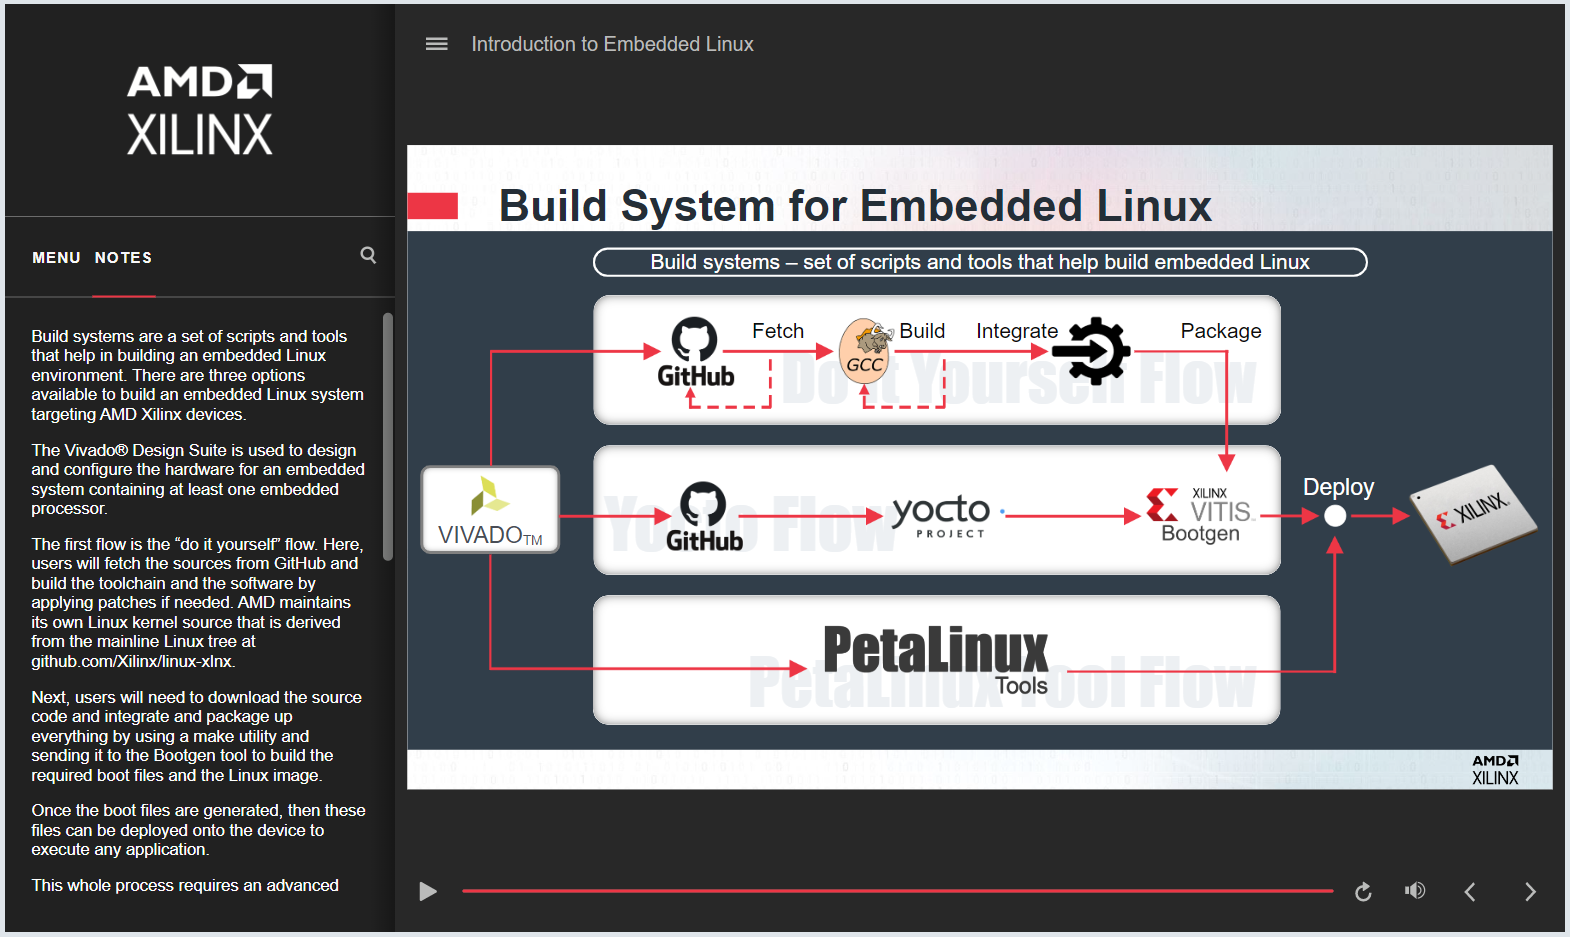 AMD
XILINX
MENU NOTES
Build systems are a set of scripts and tools
that help in building an embedded Linux
environment. There are three options
available to build an embedded Linux system
targeting AMD Xilinx devices.
The Vivado® Design Suite is used to design
and configure the hardware for an embedded
system containing at least one embedded
processor.
The first flow is the “do it yourself” flow. Here,
users will fetch the sources from GitHub and
build the toolchain and the software by
applying patches if needed. AMD maintains
its own Linux kernel source that is derived
from the mainline Linux tree at
github.com/Xilinx/linux-xlnx.
Next, users will need to download the source
code and integrate and package up
everything by using a make utility and
sending it to the Bootgen tool to build the
required boot files and the Linux image.
Once the boot files are generated, then these
files can be deployed onto the device to
execute any application.
This whole process requires an advanced
Introduction to Embedded Linux
Build System for Embedded Linux
Build systems – set of scripts and tools that help build embedded Linux
Fetch Build Integrate Package
GitHub GCC
Do It Yourself Flow
VIVADO™
Yocto Flow
GitHub
yocto
PROJECT
XILINX
VITIS™
Bootgen
Deploy
XILINX
PetaLinux
Tools
PetaLinux Tool Flow
AMD
XILINX